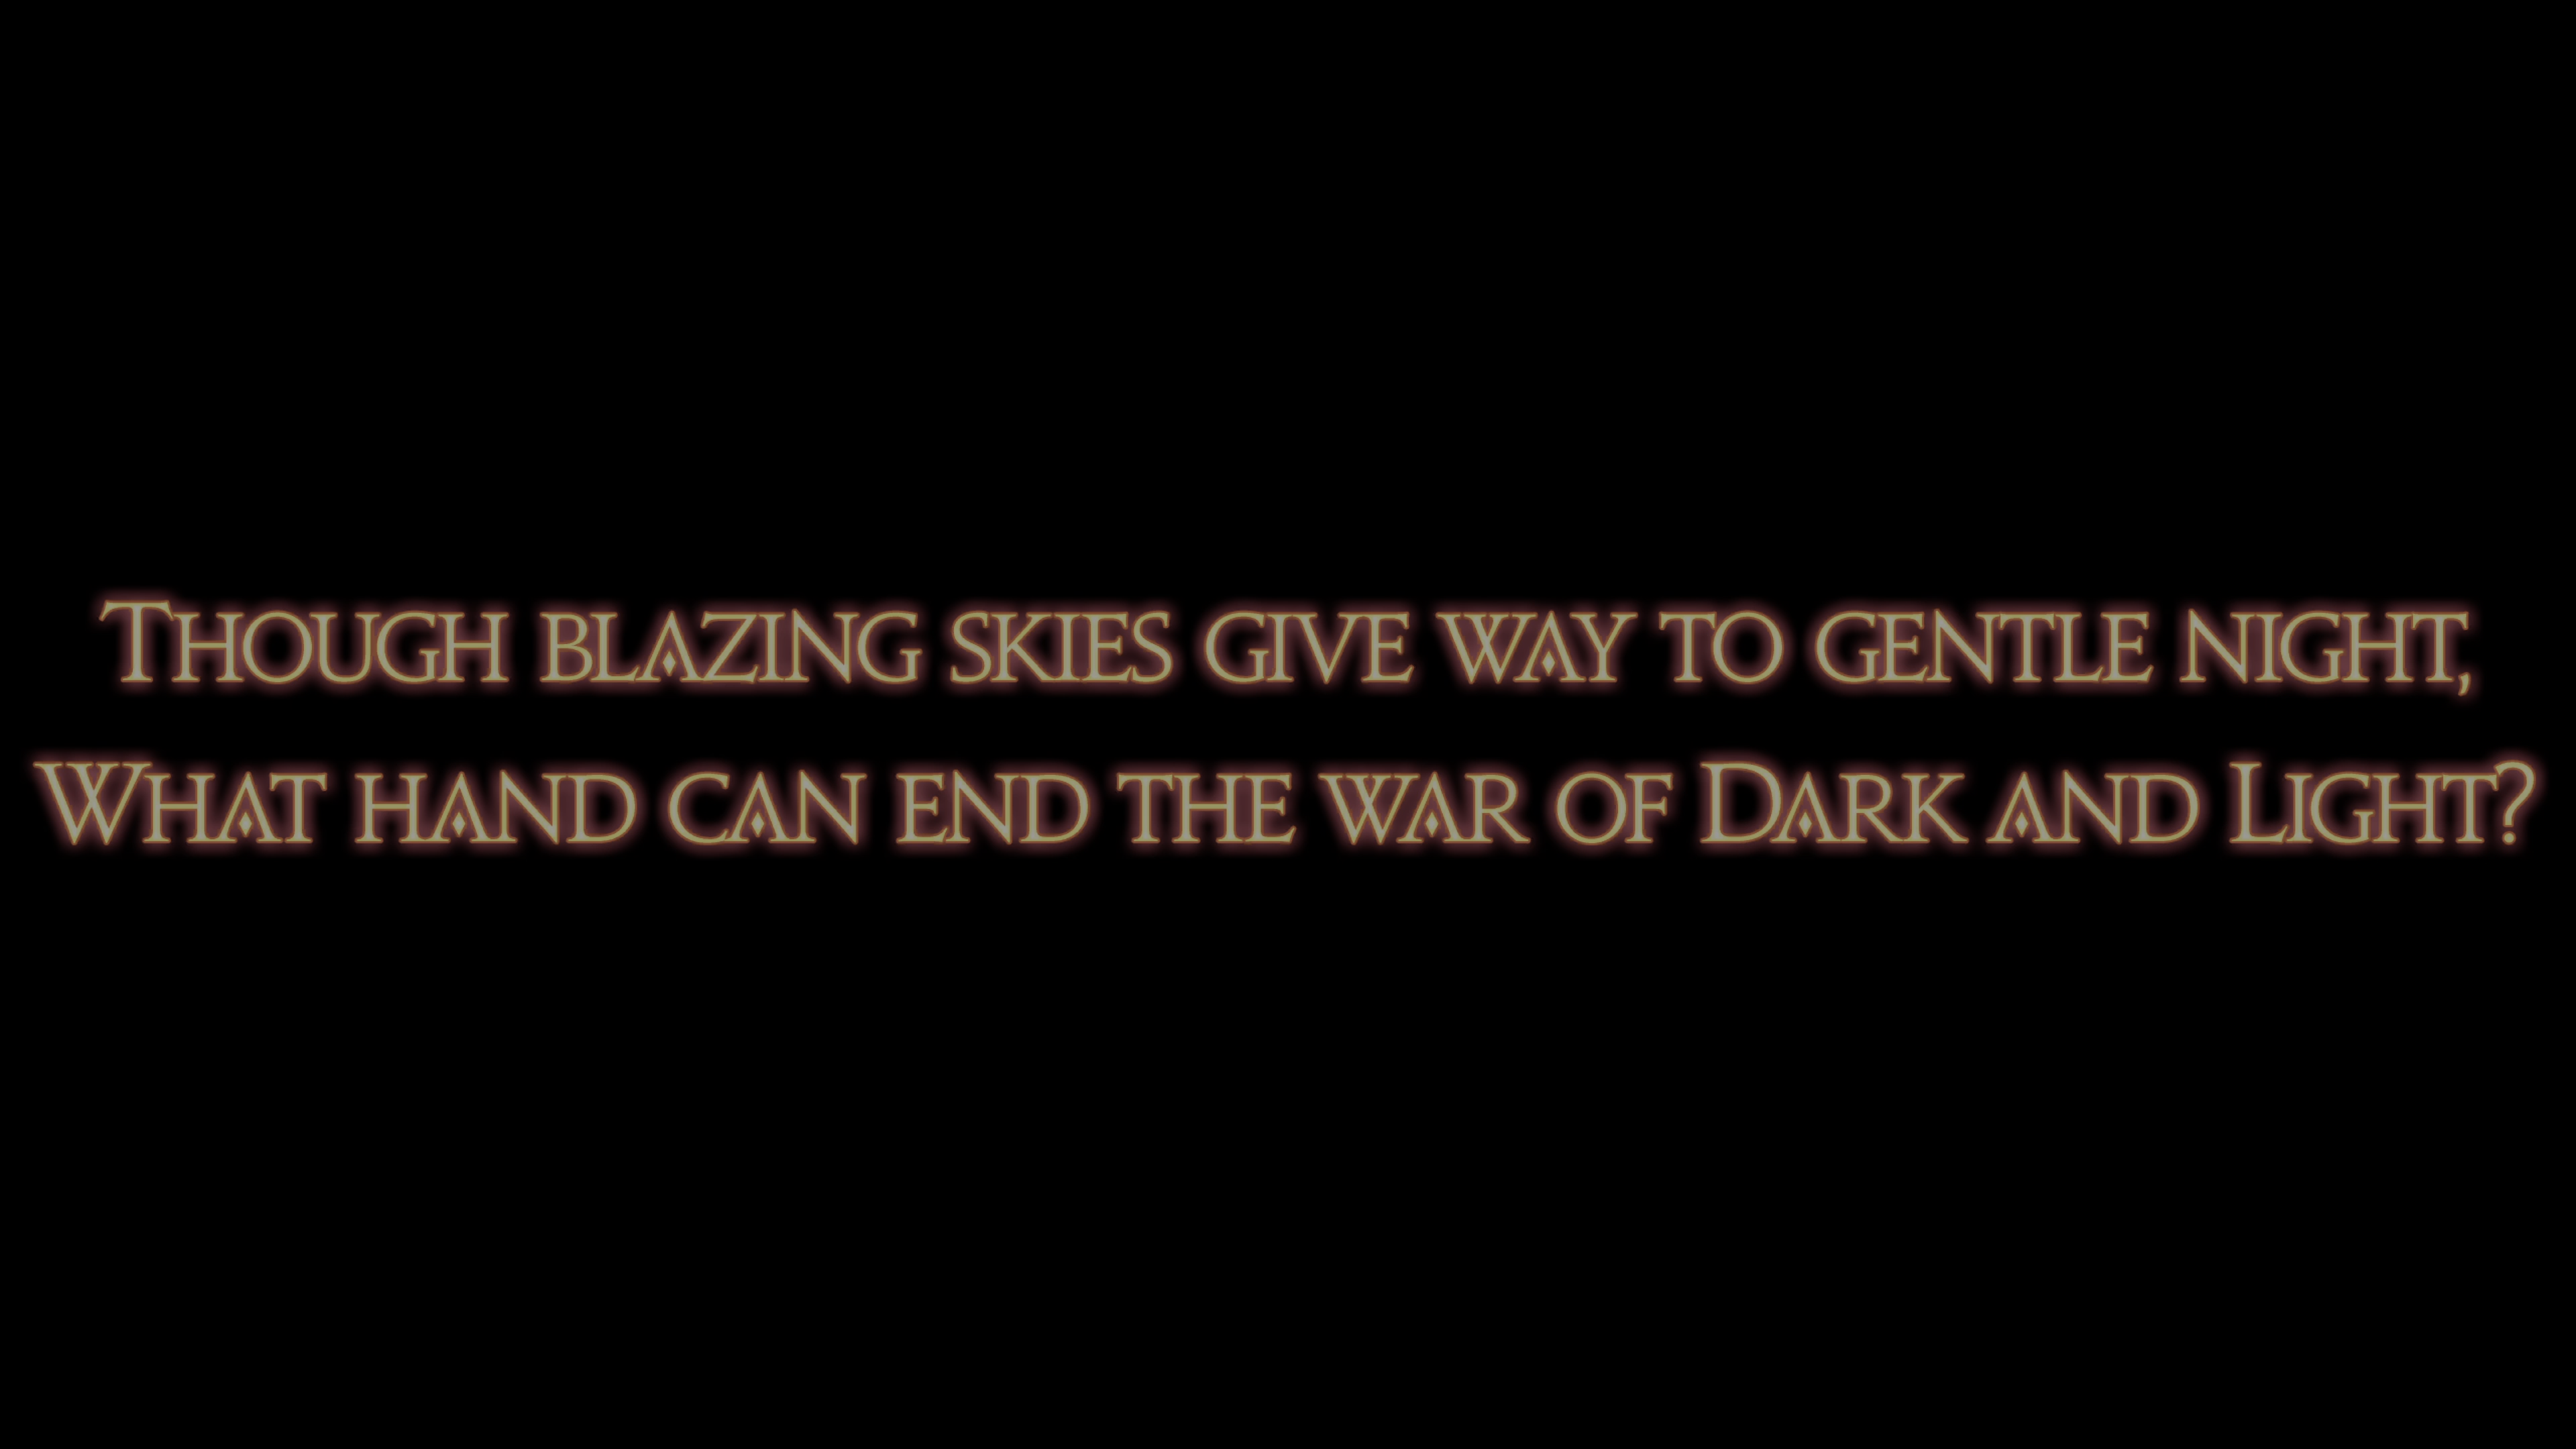 Though blazing skies give way to gentle night,
What hand can end the war of Dark and Light?